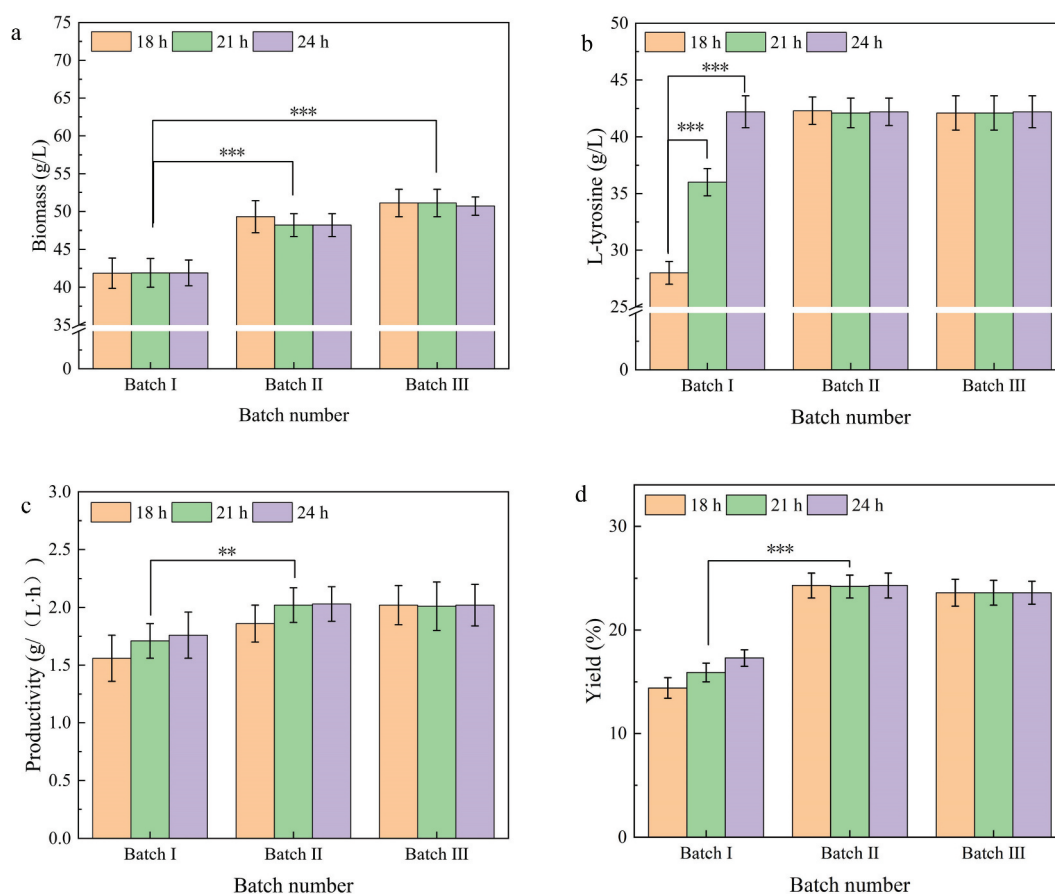 a
18 h 21 h 24 h
75
70
65
60
55
50
45
40
35
0
Biomass (g/L)
***
***
Batch I Batch II Batch III
Batch number
b
18 h 21 h 24 h
50
45
40
35
30
25
0
L-tyrosine (g/L)
***
***
Batch I Batch II Batch III
Batch number
c
18 h 21 h 24 h
3.0
2.5
2.0
1.5
1.0
0.5
0.0
Productivity (g/（L·h）)
**
Batch I Batch II Batch III
Batch number
d
18 h 21 h 24 h
30
20
10
0
Yield (%)
***
Batch I Batch II Batch III
Batch number